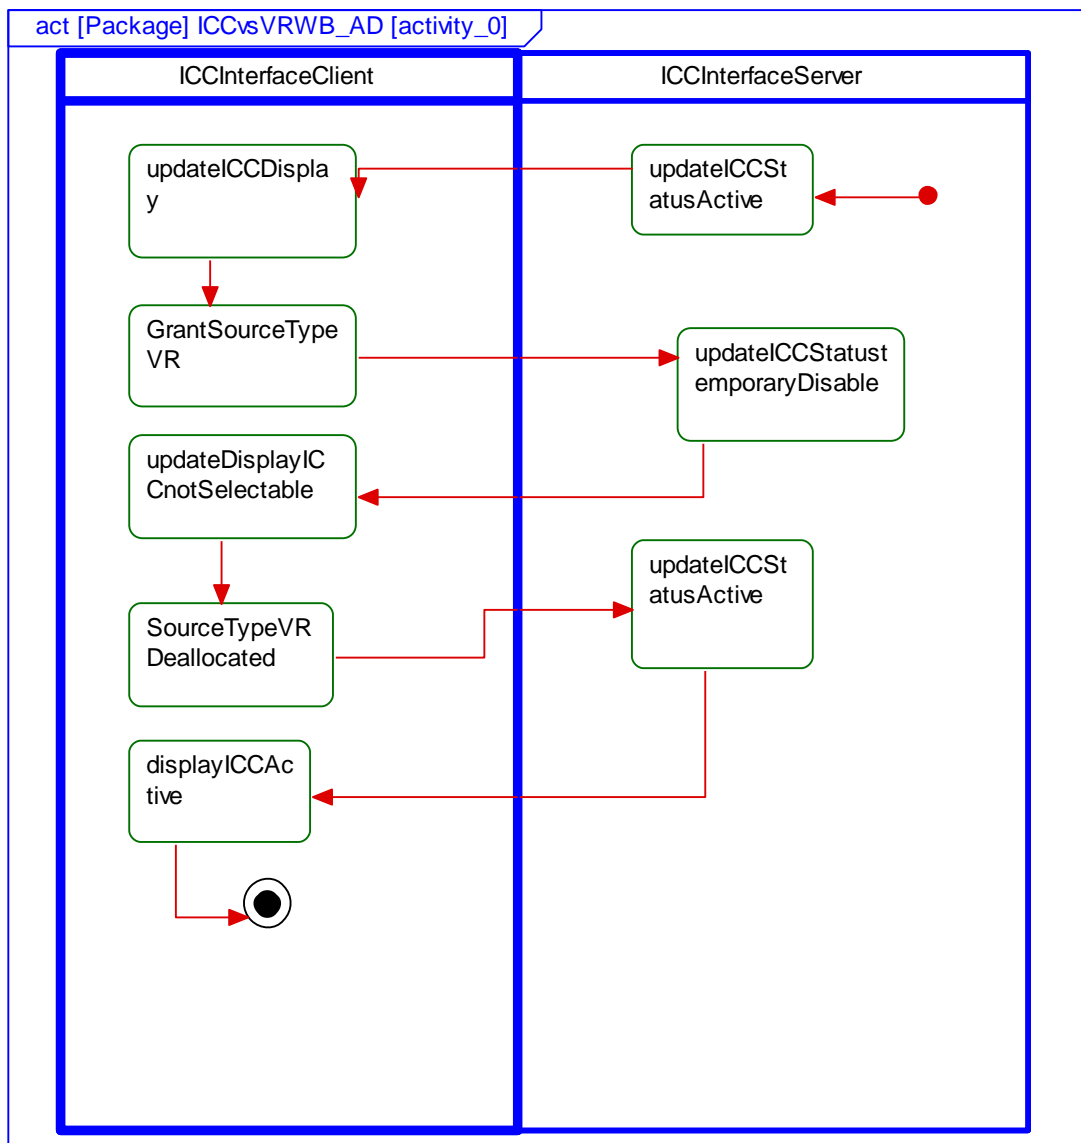 act [Package] ICCvsVRWB_AD [activity_0]
ICCInterfaceClient
ICCInterfaceServer
updateICCDispla
y
updateICCSt
atusActive
GrantSourceType
VR
updateICCStatust
emporaryDisable
updateDisplayIC
CnotSelectable
updateICCSt
atusActive
SourceTypeVR
Deallocated
displayICCAc
tive